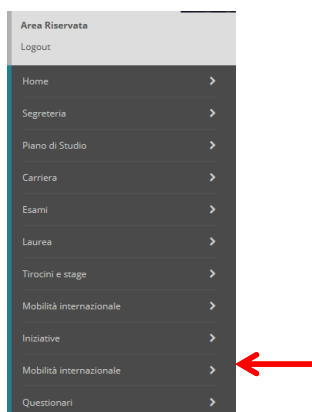 Area Riservata
Logout
Home
Segreteria
Piano di Studio
Carriera
Esami
Laurea
Tirocini e stage
Mobilità internazionale
Iniziative
Mobilità internazionale
Questionari